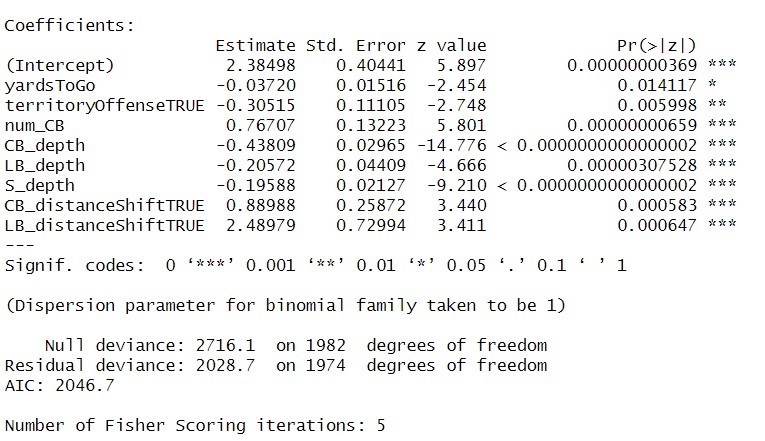 Coefficients:
Estimate Std. Error z value Pr(>|z|)
(Intercept) 2.38498 0.40441 5.897 0.00000000369 ***
yardsToGo -0.03720 0.01516 -2.454 0.014117 *
territoryOffenseTRUE -0.30515 0.11105 -2.748 0.005998 **
num_CB 0.76707 0.13223 5.801 0.00000000659 ***
CB_depth -0.43809 0.02965 -14.776 < 0.0000000000000002 ***
LB_depth -0.20572 0.04409 -4.666 0.00000307528 ***
S_depth -0.19588 0.02127 -9.210 < 0.0000000000000002 ***
CB_distanceShiftTRUE 0.88988 0.25872 3.440 0.000583 ***
LB_distanceShiftTRUE 2.48979 0.72994 3.411 0.000647 ***
---
Signif. codes: 0 ‘***’ 0.001 ‘**’ 0.01 ‘*’ 0.05 ‘.’ 0.1 ‘ ’ 1
(Dispersion parameter for binomial family taken to be 1)
Null deviance: 2716.1 on 1982 degrees of freedom
Residual deviance: 2028.7 on 1974 degrees of freedom
AIC: 2046.7
Number of Fisher Scoring iterations: 5